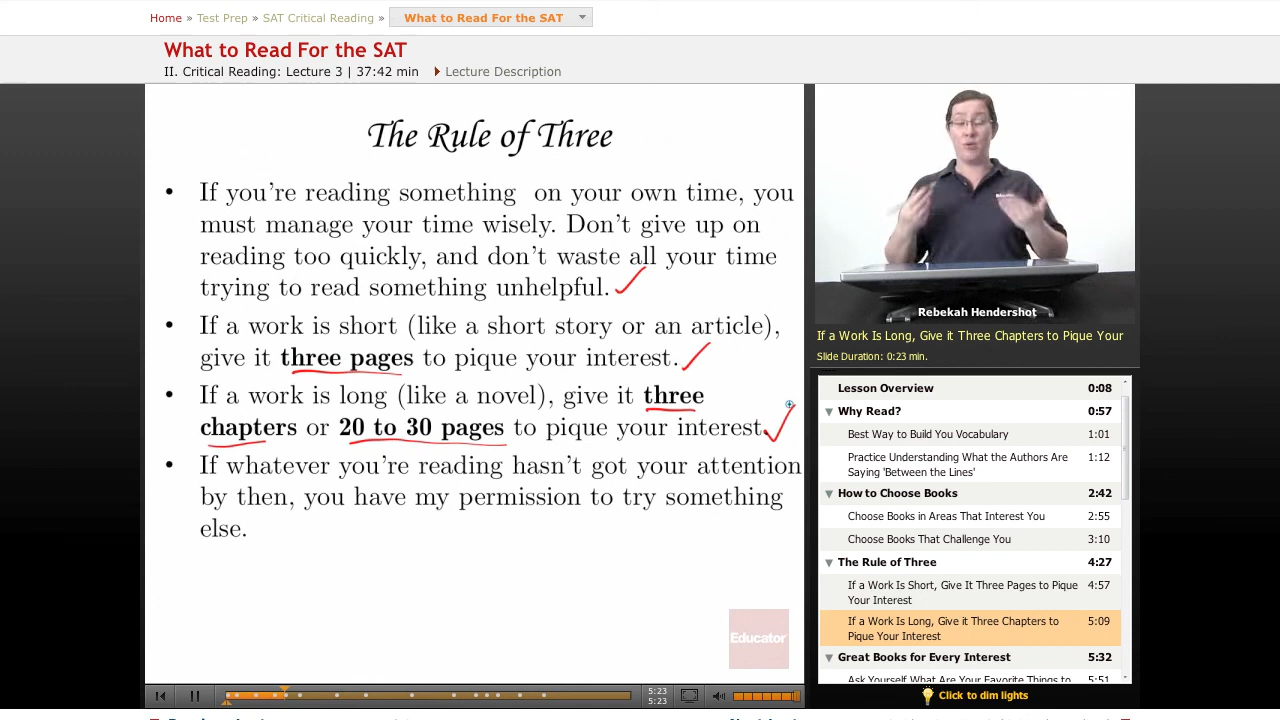 Home » Test Prep » SAT Critical Reading » What to Read For the SAT
What to Read For the SAT
II. Critical Reading: Lecture 3 | 37:42 min Lecture Description
The Rule of Three
• If you're reading something on your own time, you
must manage your time wisely. Don't give up on
reading too quickly, and don't waste all your time
trying to read something unhelpful.
• If a work is short (like a short story or an article),
give it three pages to pique your interest.
• If a work is long (like a novel), give it three
chapters or 20 to 30 pages to pique your interest.
• If whatever you're reading hasn't got your attention
by then, you have my permission to try something
else.
Educator
5:23
5:23
Rebekah Hendershot
If a Work Is Long, Give it Three Chapters to Pique Your
Slide Duration: 0:23 min.
Lesson Overview 0:08
Why Read? 0:57
Best Way to Build You Vocabulary 1:01
Practice Understanding What the Authors Are 1:12
Saying 'Between the Lines'
How to Choose Books 2:42
Choose Books in Areas That Interest You 2:55
Choose Books That Challenge You 3:10
The Rule of Three 4:27
If a Work Is Short, Give It Three Pages to Pique 4:57
Your Interest
If a Work Is Long, Give it Three Chapters to 5:09
Pique Your Interest
Great Books for Every Interest 5:32
Ask Yourself What Are Your Favorite Things to 5:51
Click to dim lights